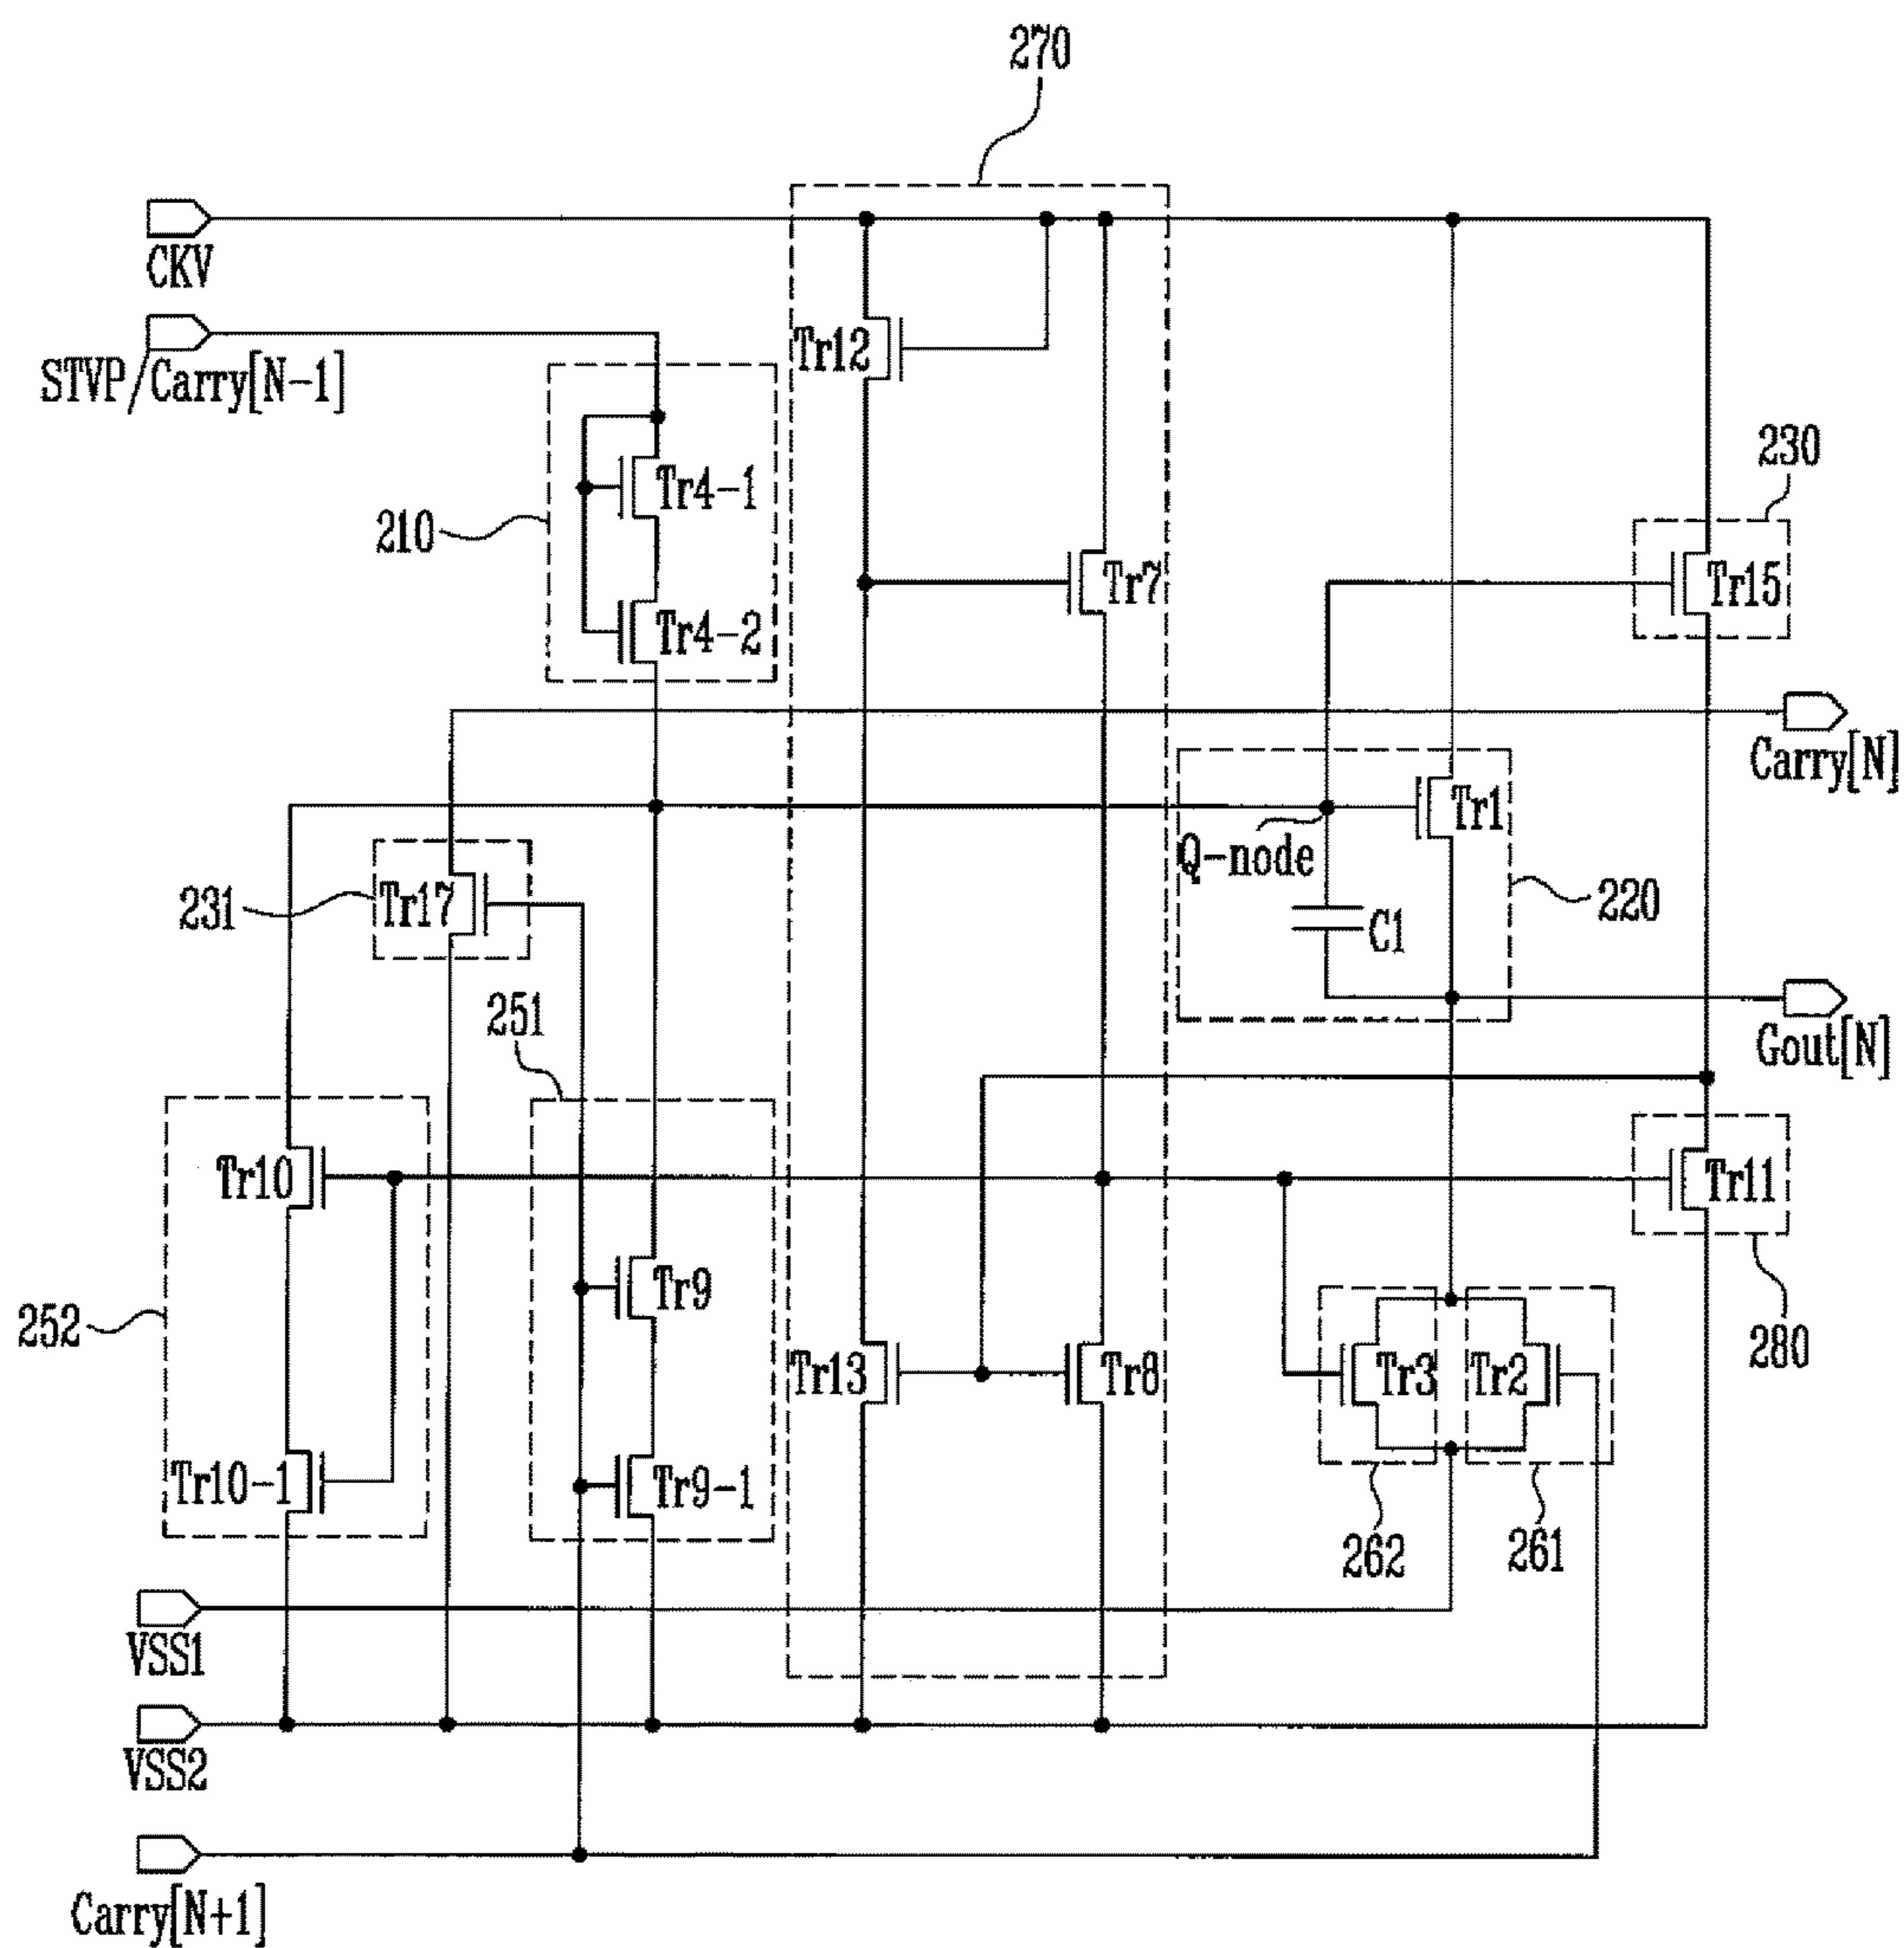 270
CKV
STVP/Carry[N-1]
Tr12
230
Tr4-1
210
Tr7
Tr15
Tr4-2
Carry[N]
Tr1
Q-node
231
Tr17
220
C1
251
Gout[N]
Tr10
Tr11
Tr9
252
280
Tr13
Tr8
Tr3
Tr2
Tr10-1
Tr9-1
262
261
VSS1
VSS2
Carry[N+1]